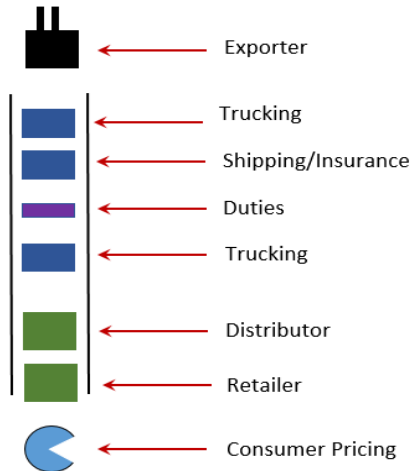 Exporter
Trucking
Shipping/Insurance
Duties
Trucking
Distributor
Retailer
Consumer Pricing